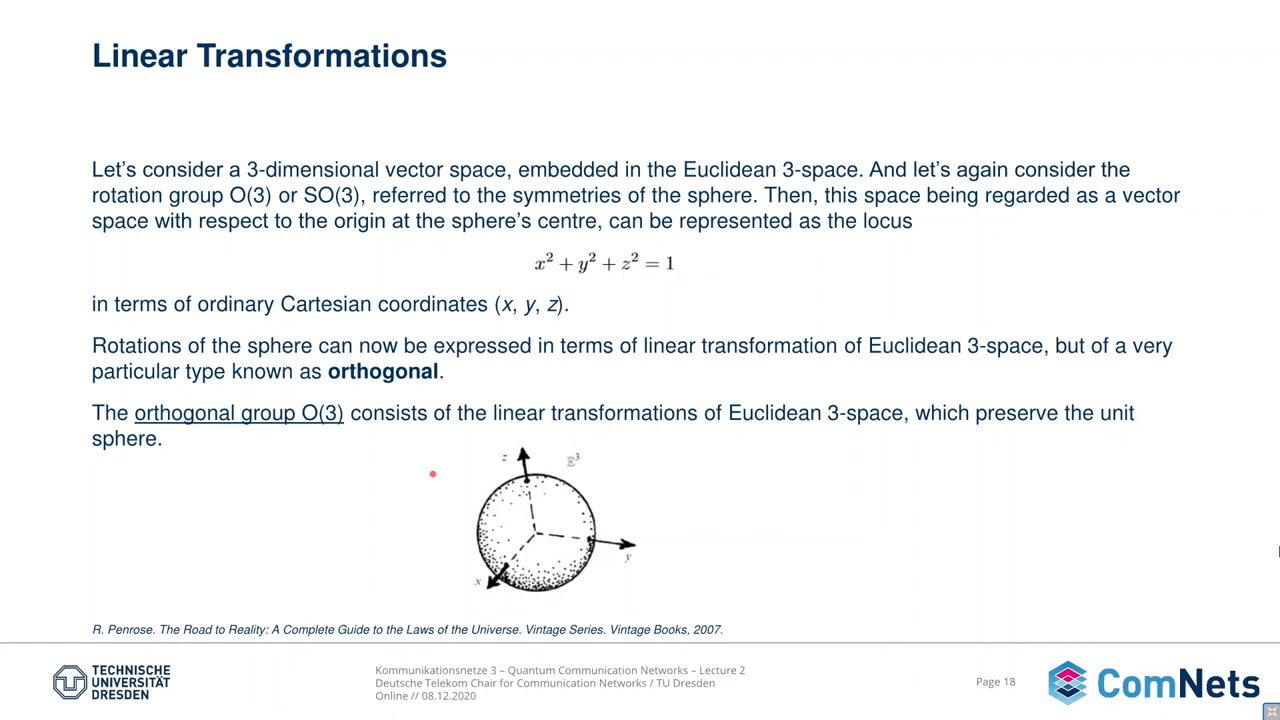 Linear Transformations
Let's consider a 3-dimensional vector space, embedded in the Euclidean 3-space. And let's again consider the
rotation group O(3) or SO(3), referred to the symmetries of the sphere. Then, this space being regarded as a vector
space with respect to the origin at the sphere's centre, can be represented as the locus
x² + y² + z² = 1
in terms of ordinary Cartesian coordinates (x, y, z).
Rotations of the sphere can now be expressed in terms of linear transformation of Euclidean 3-space, but of a very
particular type known as orthogonal.
The orthogonal group O(3) consists of the linear transformations of Euclidean 3-space, which preserve the unit
sphere.
z
𝔼³
y
x
R. Penrose. The Road to Reality: A Complete Guide to the Laws of the Universe. Vintage Series. Vintage Books, 2007.
TECHNISCHE
UNIVERSITÄT
DRESDEN
Kommunikationsnetze 3 – Quantum Communication Networks – Lecture 2
Deutsche Telekom Chair for Communication Networks / TU Dresden
Online // 08.12.2020
Page 18
ComNets